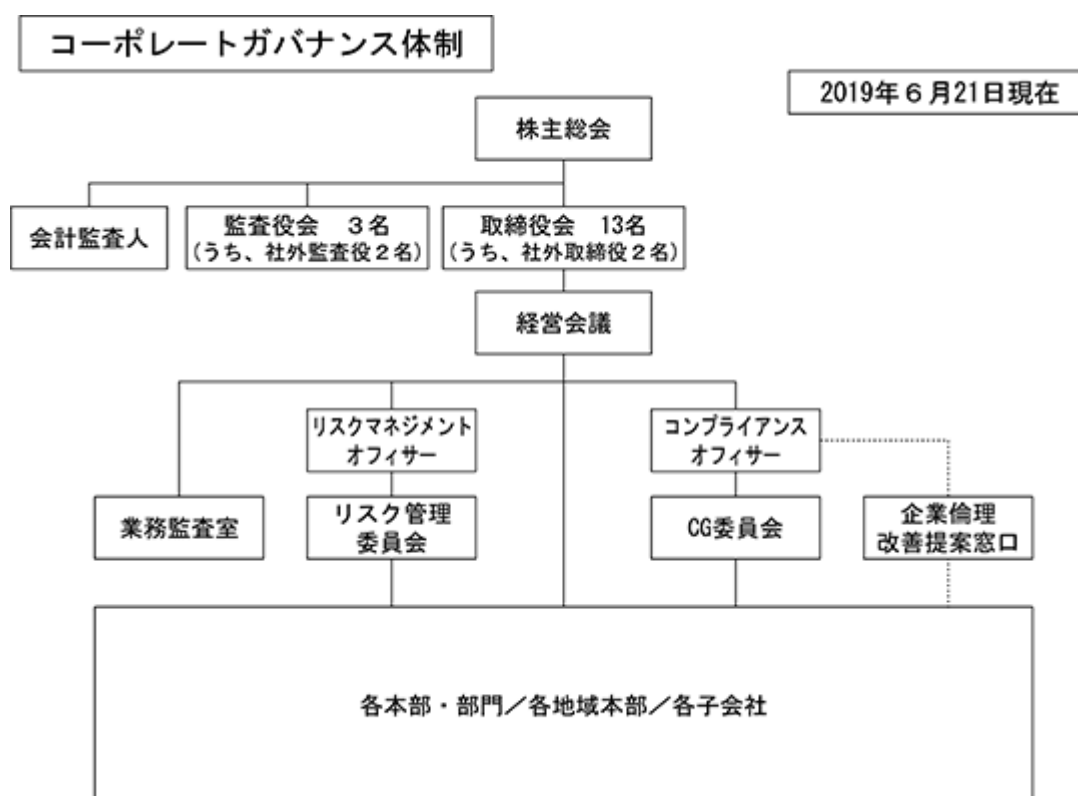 コーポレートガバナンス体制
2019年６月21日現在
株主総会
会計監査人
監査役会　３名
(うち、社外監査役２名)
取締役会　13名
(うち、社外取締役２名)
経営会議
リスクマネジメント
オフィサー
コンプライアンス
オフィサー
業務監査室
リスク管理
委員会
CG委員会
企業倫理
改善提案窓口
各本部・部門／各地域本部／各子会社